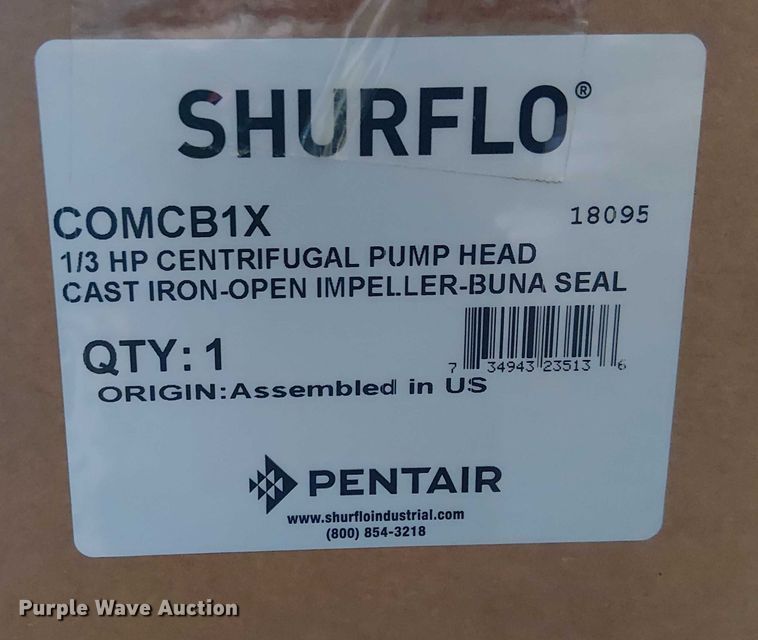 SHURFLO®
COMCB1X 18095
1/3 HP CENTRIFUGAL PUMP HEAD
CAST IRON-OPEN IMPELLER-BUNA SEAL
QTY: 1
7 34943 23513 6
ORIGIN:Assembled in US
PENTAIR
www.shurfloindustrial.com
(800) 854-3218
Purple Wave Auction